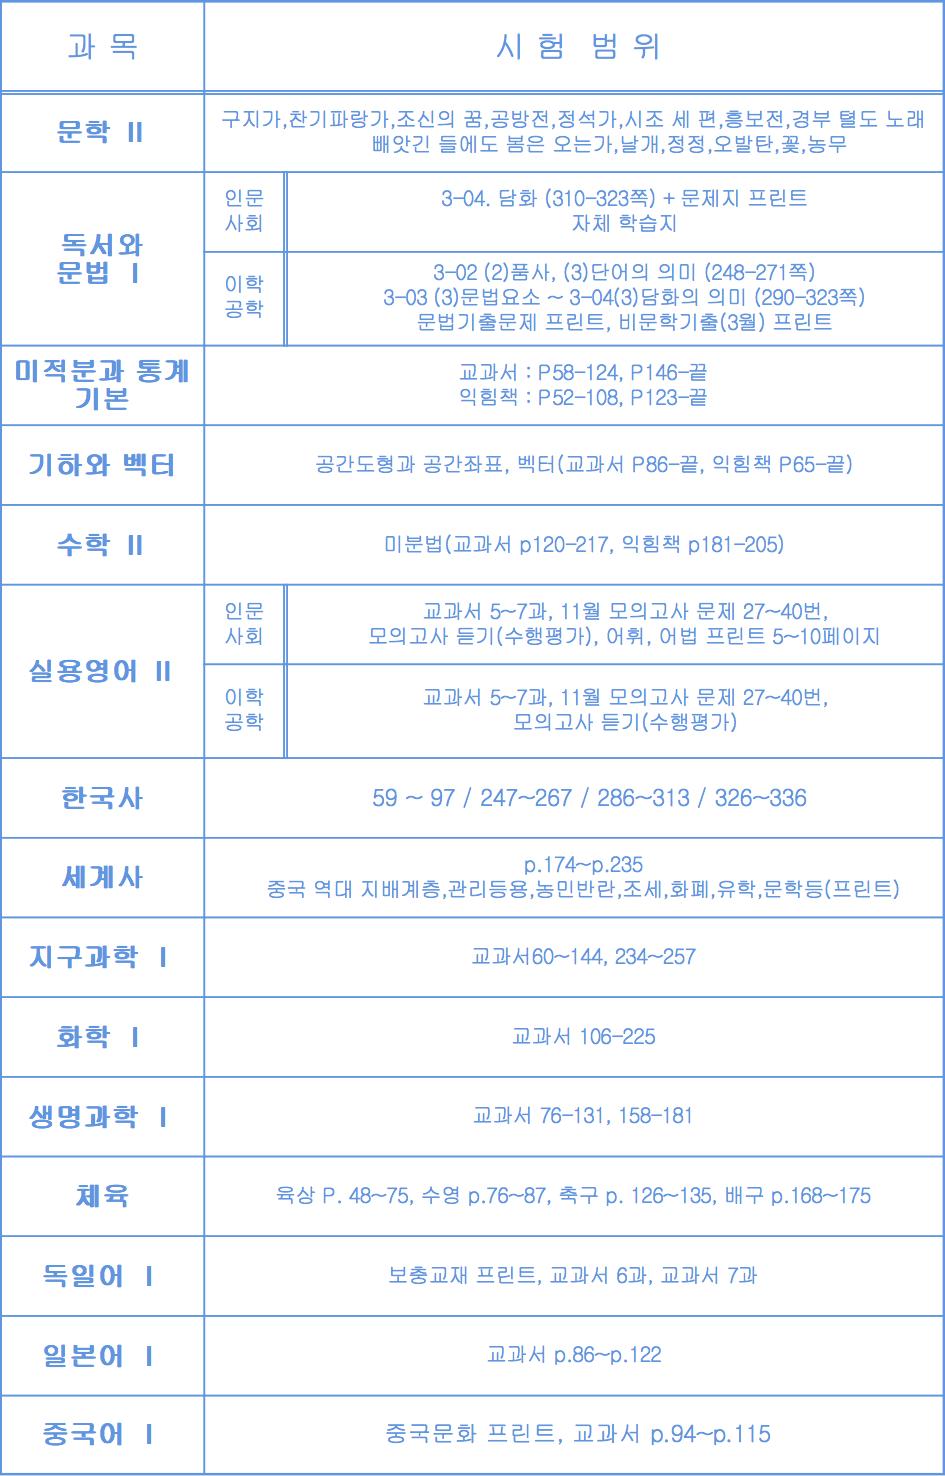 과 목
시 험 범 위
문학 Ⅱ
구지가,찬기파랑가,조신의 꿈,공방전,정석가,시조 세 편,흥보전,경부 텰도 노래
빼앗긴 들에도 봄은 오는가,날개,정정,오발탄,꽃,농무
독서와
문법 Ⅰ
인문
사회
3-04. 담화 (310-323쪽) + 문제지 프린트
자체 학습지
이학
공학
3-02 (2)품사, (3)단어의 의미 (248-271쪽)
3-03 (3)문법요소 ~ 3-04(3)담화의 의미 (290-323쪽)
문법기출문제 프린트, 비문학기출(3월) 프린트
미적분과 통계
기본
교과서 : P58-124, P146-끝
익힘책 : P52-108, P123-끝
기하와 벡터
공간도형과 공간좌표, 벡터(교과서 P86-끝, 익힘책 P65-끝)
수학 Ⅱ
미분법(교과서 p120-217, 익힘책 p181-205)
실용영어 Ⅱ
인문
사회
교과서 5~7과, 11월 모의고사 문제 27~40번,
모의고사 듣기(수행평가), 어휘, 어법 프린트 5~10페이지
이학
공학
교과서 5~7과, 11월 모의고사 문제 27~40번,
모의고사 듣기(수행평가)
한국사
59 ~ 97 / 247~267 / 286~313 / 326~336
세계사
p.174~p.235
중국 역대 지배계층,관리등용,농민반란,조세,화폐,유학,문학등(프린트)
지구과학 Ⅰ
교과서60~144, 234~257
화학 Ⅰ
교과서 106-225
생명과학 Ⅰ
교과서 76-131, 158-181
체육
육상 P. 48~75, 수영 p.76~87, 축구 p. 126~135, 배구 p.168~175
독일어 Ⅰ
보충교재 프린트, 교과서 6과, 교과서 7과
일본어 Ⅰ
교과서 p.86~p.122
중국어 Ⅰ
중국문화 프린트, 교과서 p.94~p.115